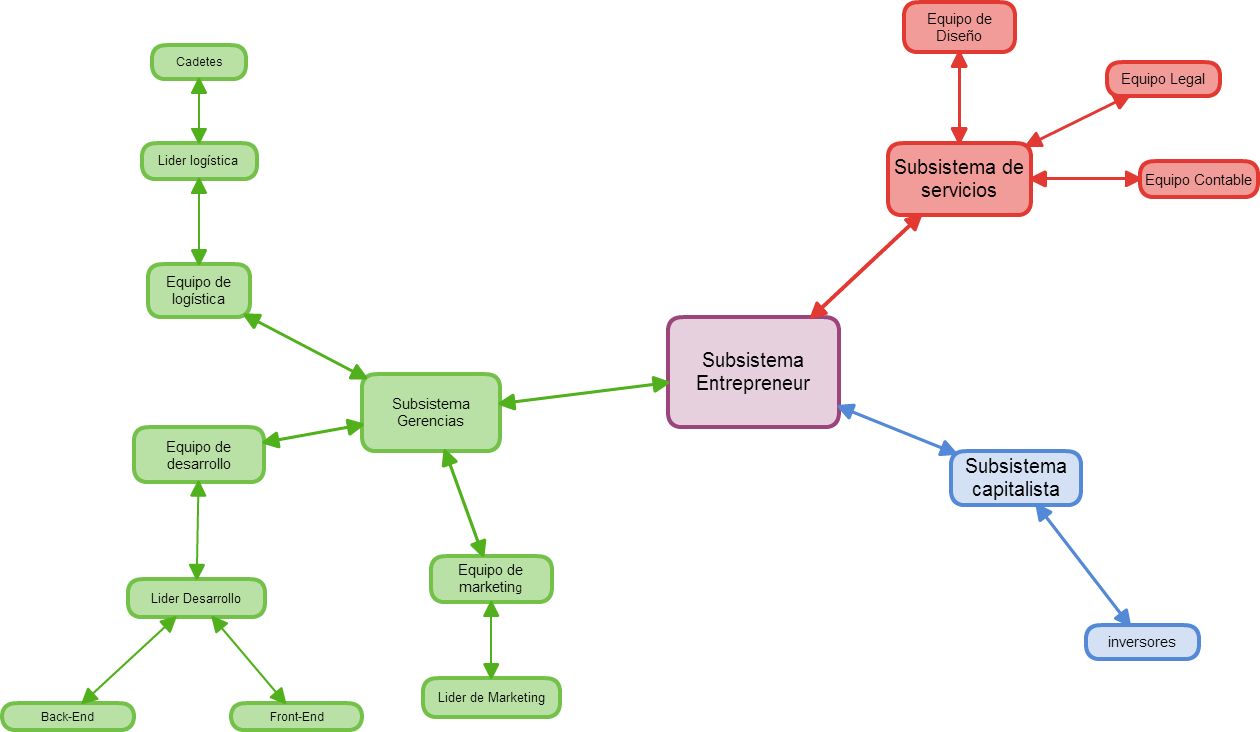 Equipo de
Diseño
Cadetes
Equipo Legal
Lider logística
Subsistema de
servicios
Equipo Contable
Equipo de
logística
Subsistema
Entrepreneur
Subsistema
Gerencias
Equipo de
desarrollo
Subsistema
capitalista
Equipo de
marketing
Lider Desarrollo
inversores
Lider de Marketing
Back-End
Front-End